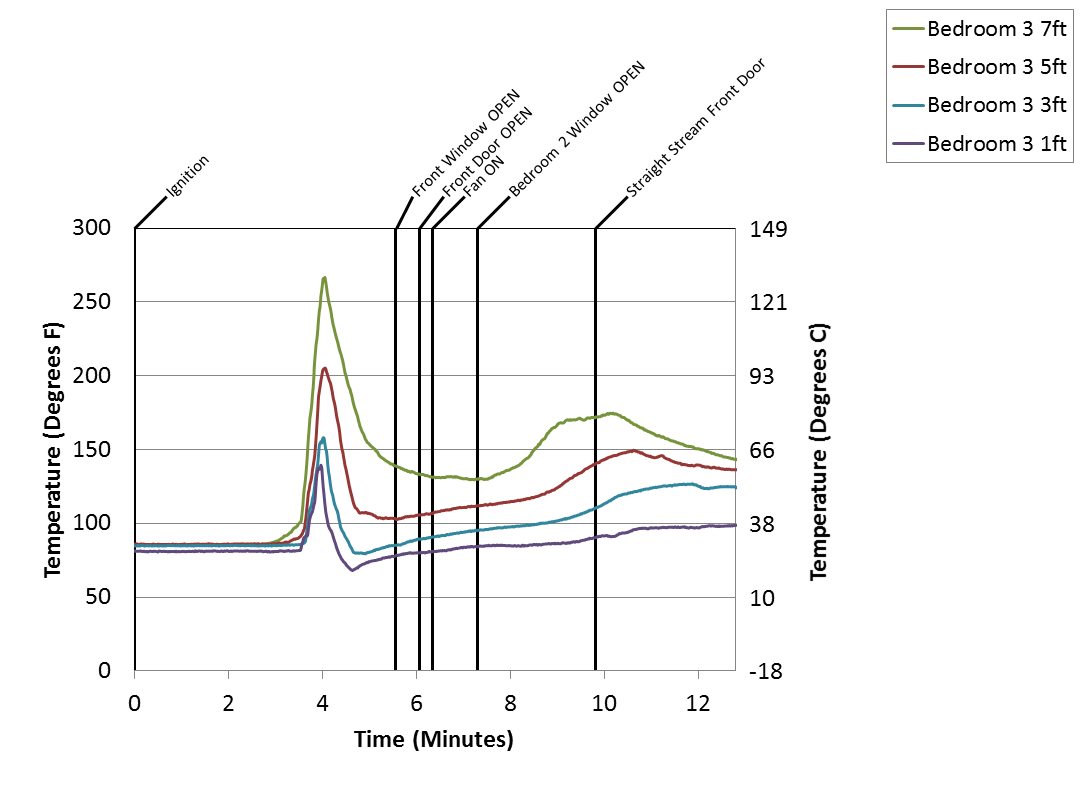 Bedroom 3 7ft
Bedroom 3 5ft
Bedroom 3 3ft
Bedroom 3 1ft
Ignition
Front Window OPEN
Front Door OPEN
Fan ON
Bedroom 2 Window OPEN
Straight Stream Front Door
Temperature (Degrees F)
300
250
200
150
100
50
0
149
121
93
66
38
10
-18
Temperature (Degrees C)
0 2 4 6 8 10 12
Time (Minutes)